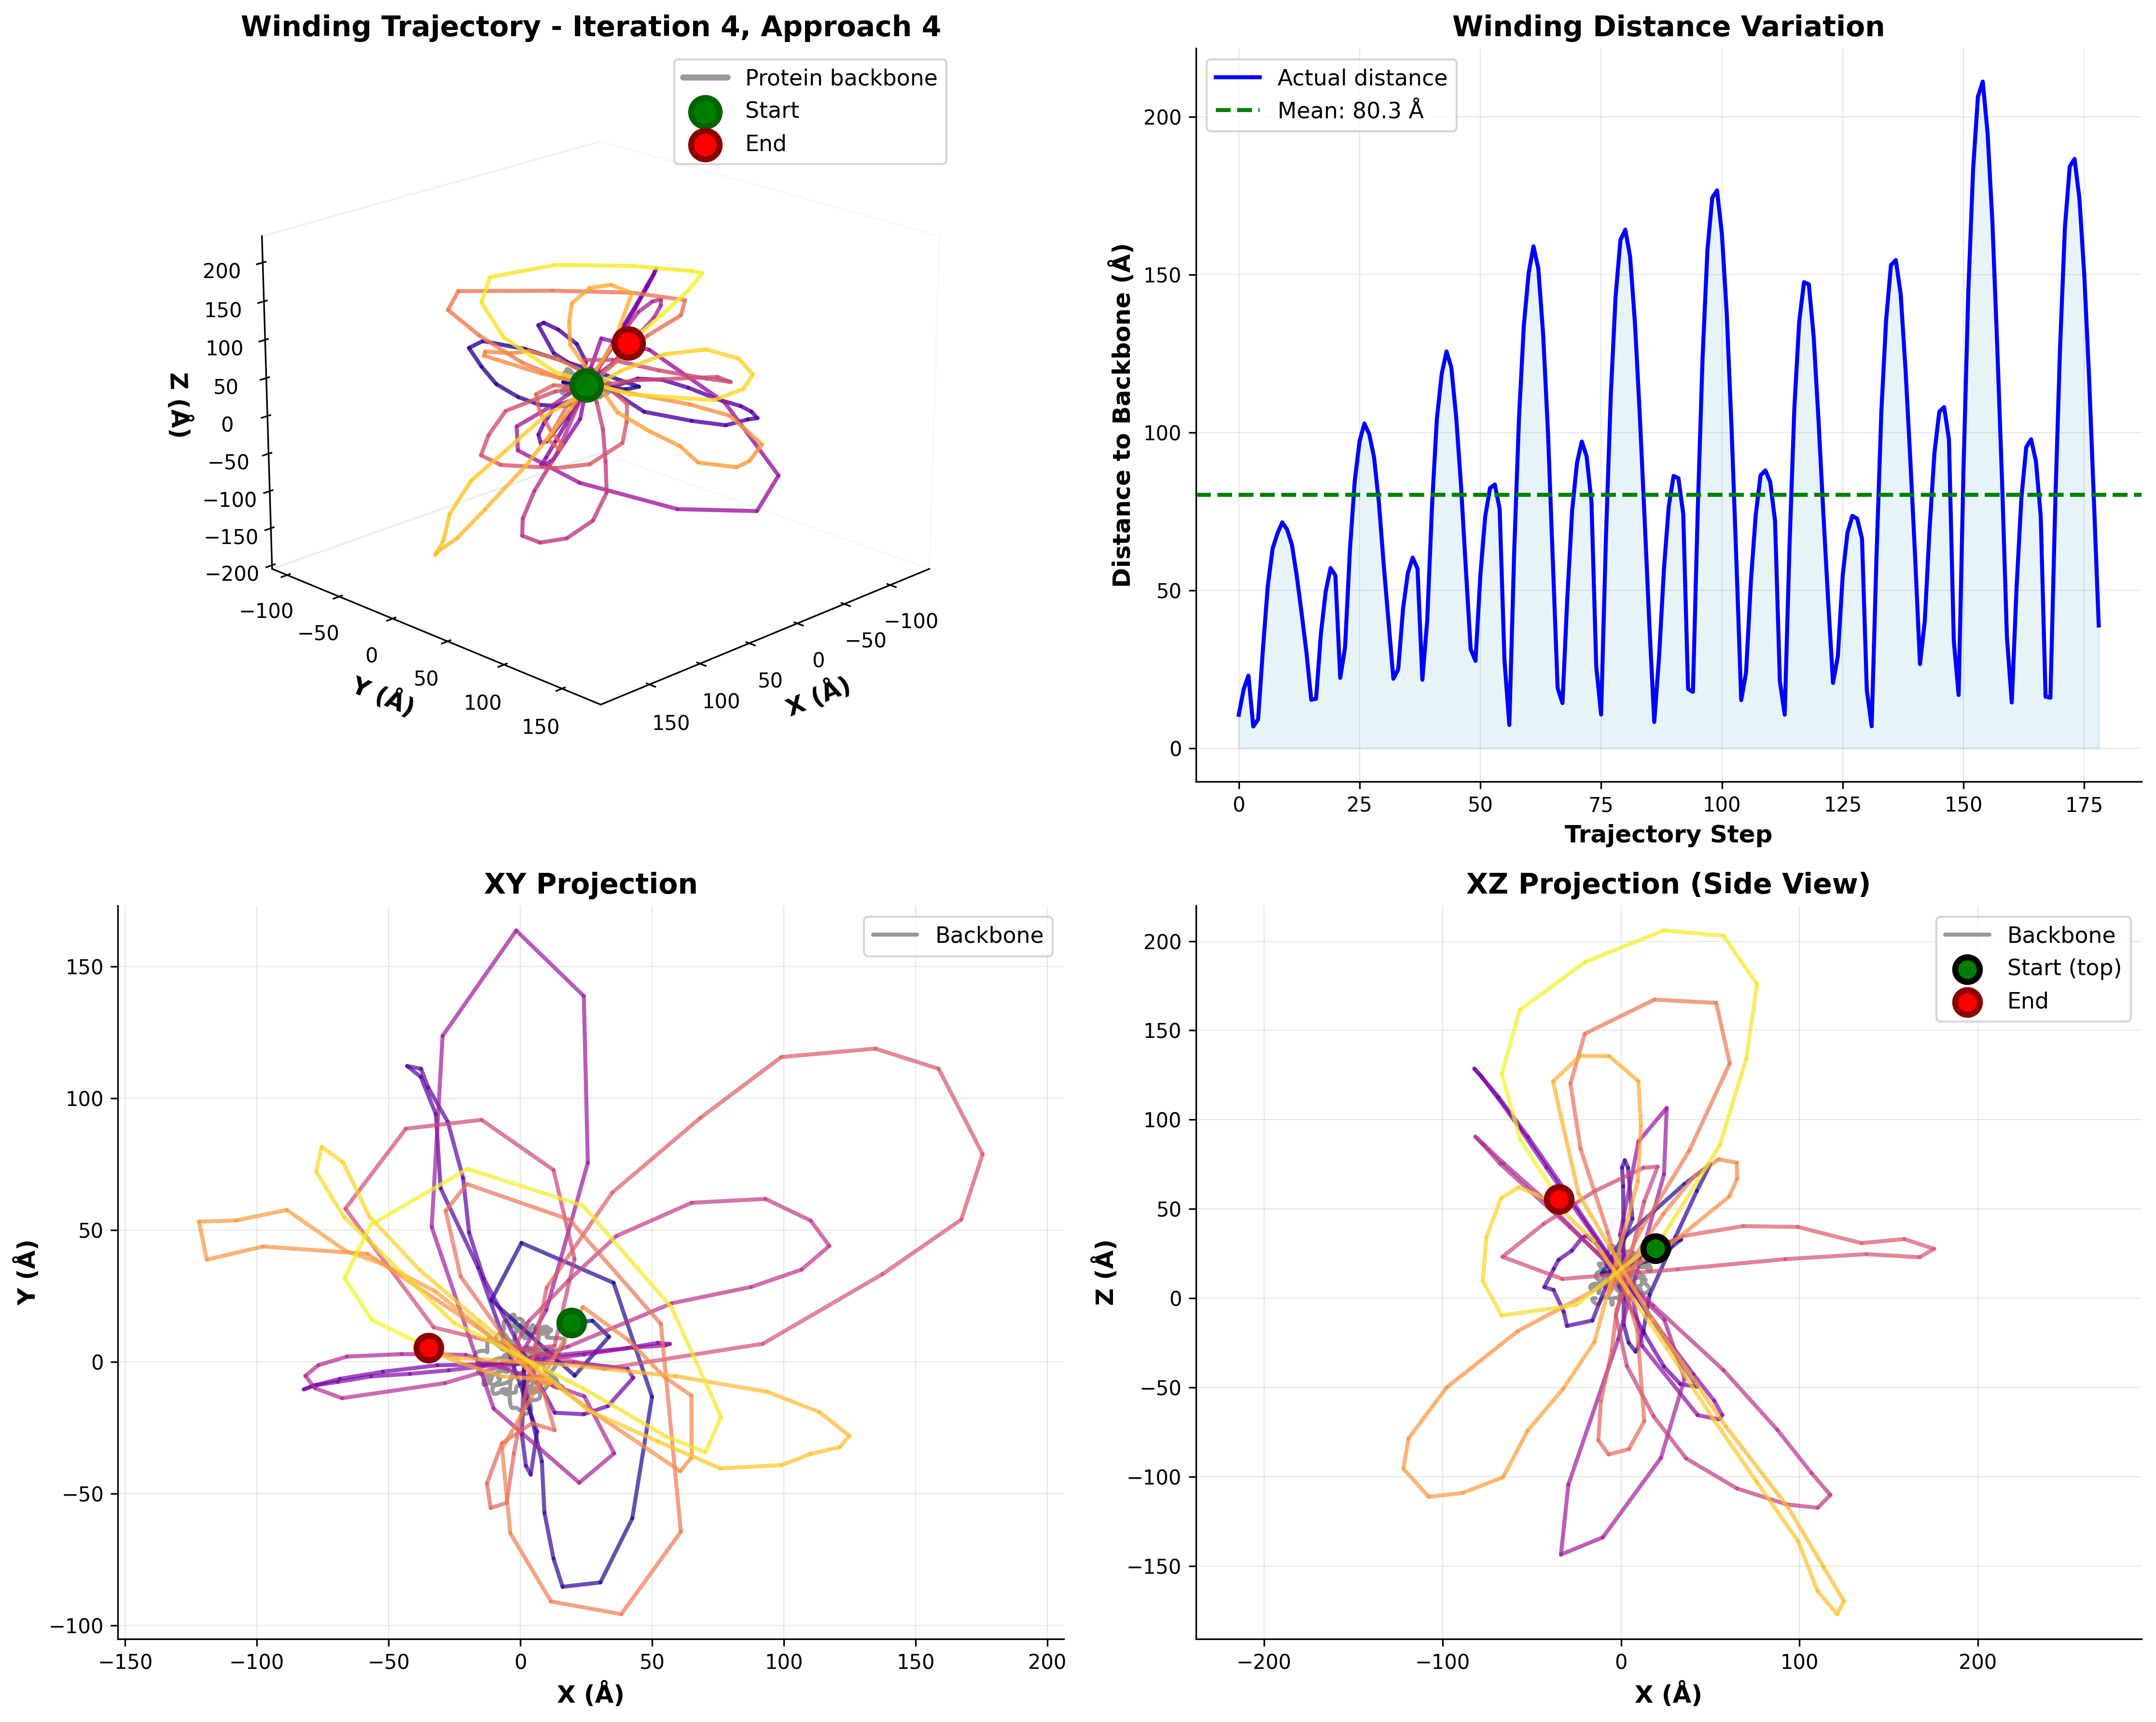 Winding Trajectory - Iteration 4, Approach 4
Protein backbone
Start
End
200
150
100
50
0
−50
−100
−150
−200
Z (Å)
−100
−50
0
50
100
150
Y (Å)
150
100
50
0
−50
−100
X (Å)
Winding Distance Variation
Actual distance
Mean: 80.3 Å
200
150
100
50
0
Distance to Backbone (Å)
0
25
50
75
100
125
150
175
Trajectory Step
XY Projection
Backbone
150
100
50
0
−50
−100
Y (Å)
−150
−100
−50
0
50
100
150
200
X (Å)
XZ Projection (Side View)
Backbone
Start (top)
End
200
150
100
50
0
−50
−100
−150
Z (Å)
−200
−100
0
100
200
X (Å)